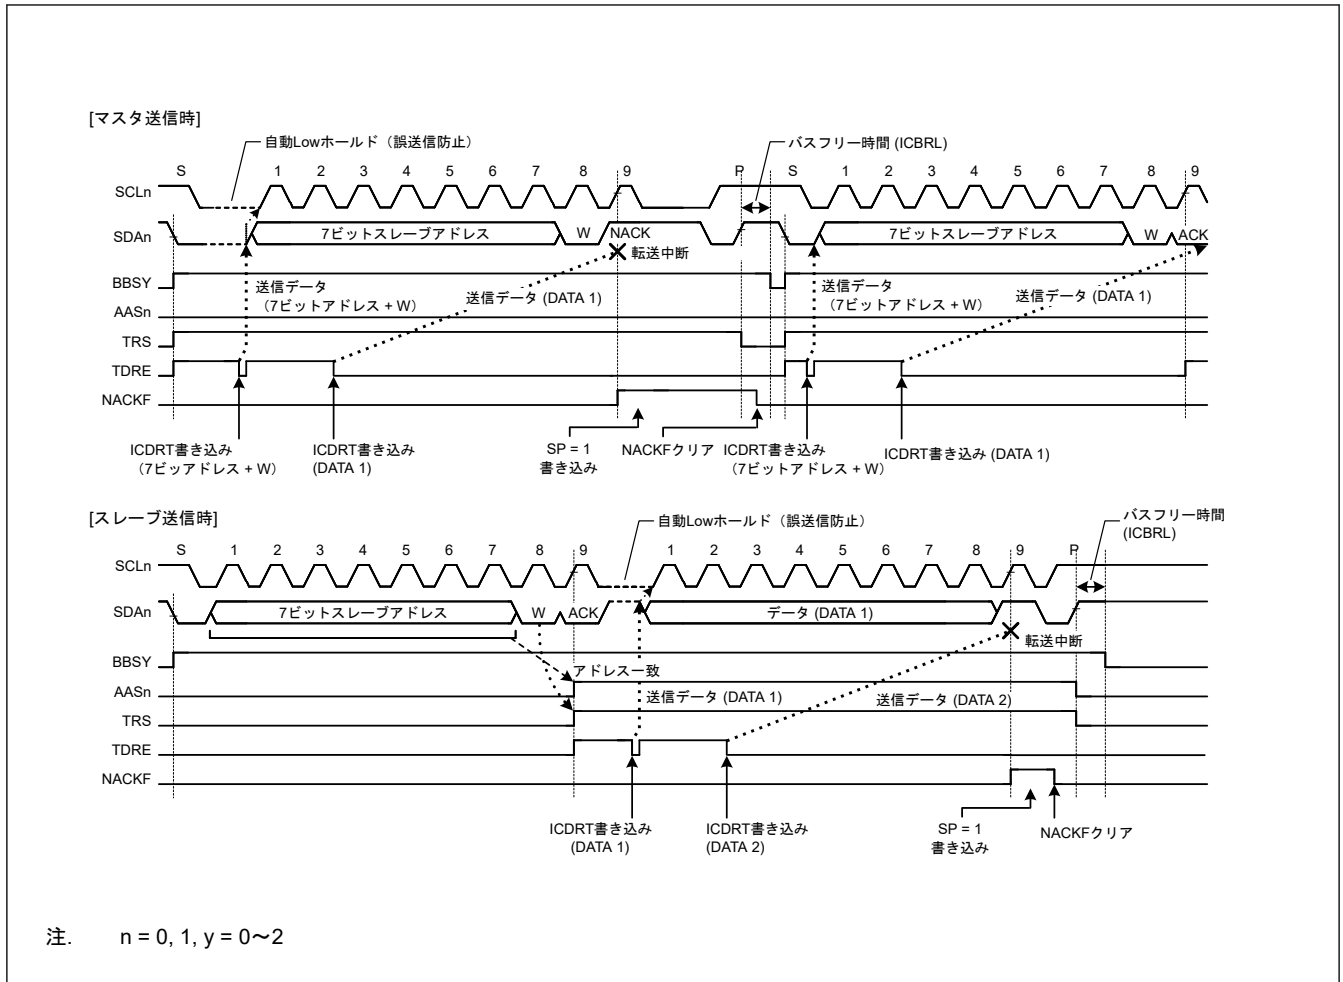 [マスタ送信時]
自動Lowホールド（誤送信防止）
バスフリー時間 (ICBRL)
S 1 2 3 4 5 6 7 8 9 P S 1 2 3 4 5 6 7 8 9
SCLn
SDAn 7ビットスレーブアドレス W NACK 7ビットスレーブアドレス W ACK
転送中断
BBSY
送信データ
（7ビットアドレス + W）
送信データ (DATA 1)
送信データ
（7ビットアドレス + W）
送信データ (DATA 1)
AASn
TRS
TDRE
NACKF
ICDRT書き込み
（7ビッアドレス + W）
ICDRT書き込み
(DATA 1)
SP = 1
書き込み
NACKFクリア
ICDRT書き込み
（7ビットアドレス + W）
ICDRT書き込み (DATA 1)
[スレーブ送信時]
自動Lowホールド（誤送信防止）
バスフリー時間
(ICBRL)
S 1 2 3 4 5 6 7 8 9 1 2 3 4 5 6 7 8 9 P
SCLn
SDAn 7ビットスレーブアドレス W ACK データ (DATA 1)
転送中断
BBSY
アドレス一致
AASn
送信データ (DATA 1)
送信データ (DATA 2)
TRS
TDRE
NACKF
ICDRT書き込み
(DATA 1)
ICDRT書き込み
(DATA 2)
SP = 1
書き込み
NACKFクリア
注. n = 0, 1, y = 0～2